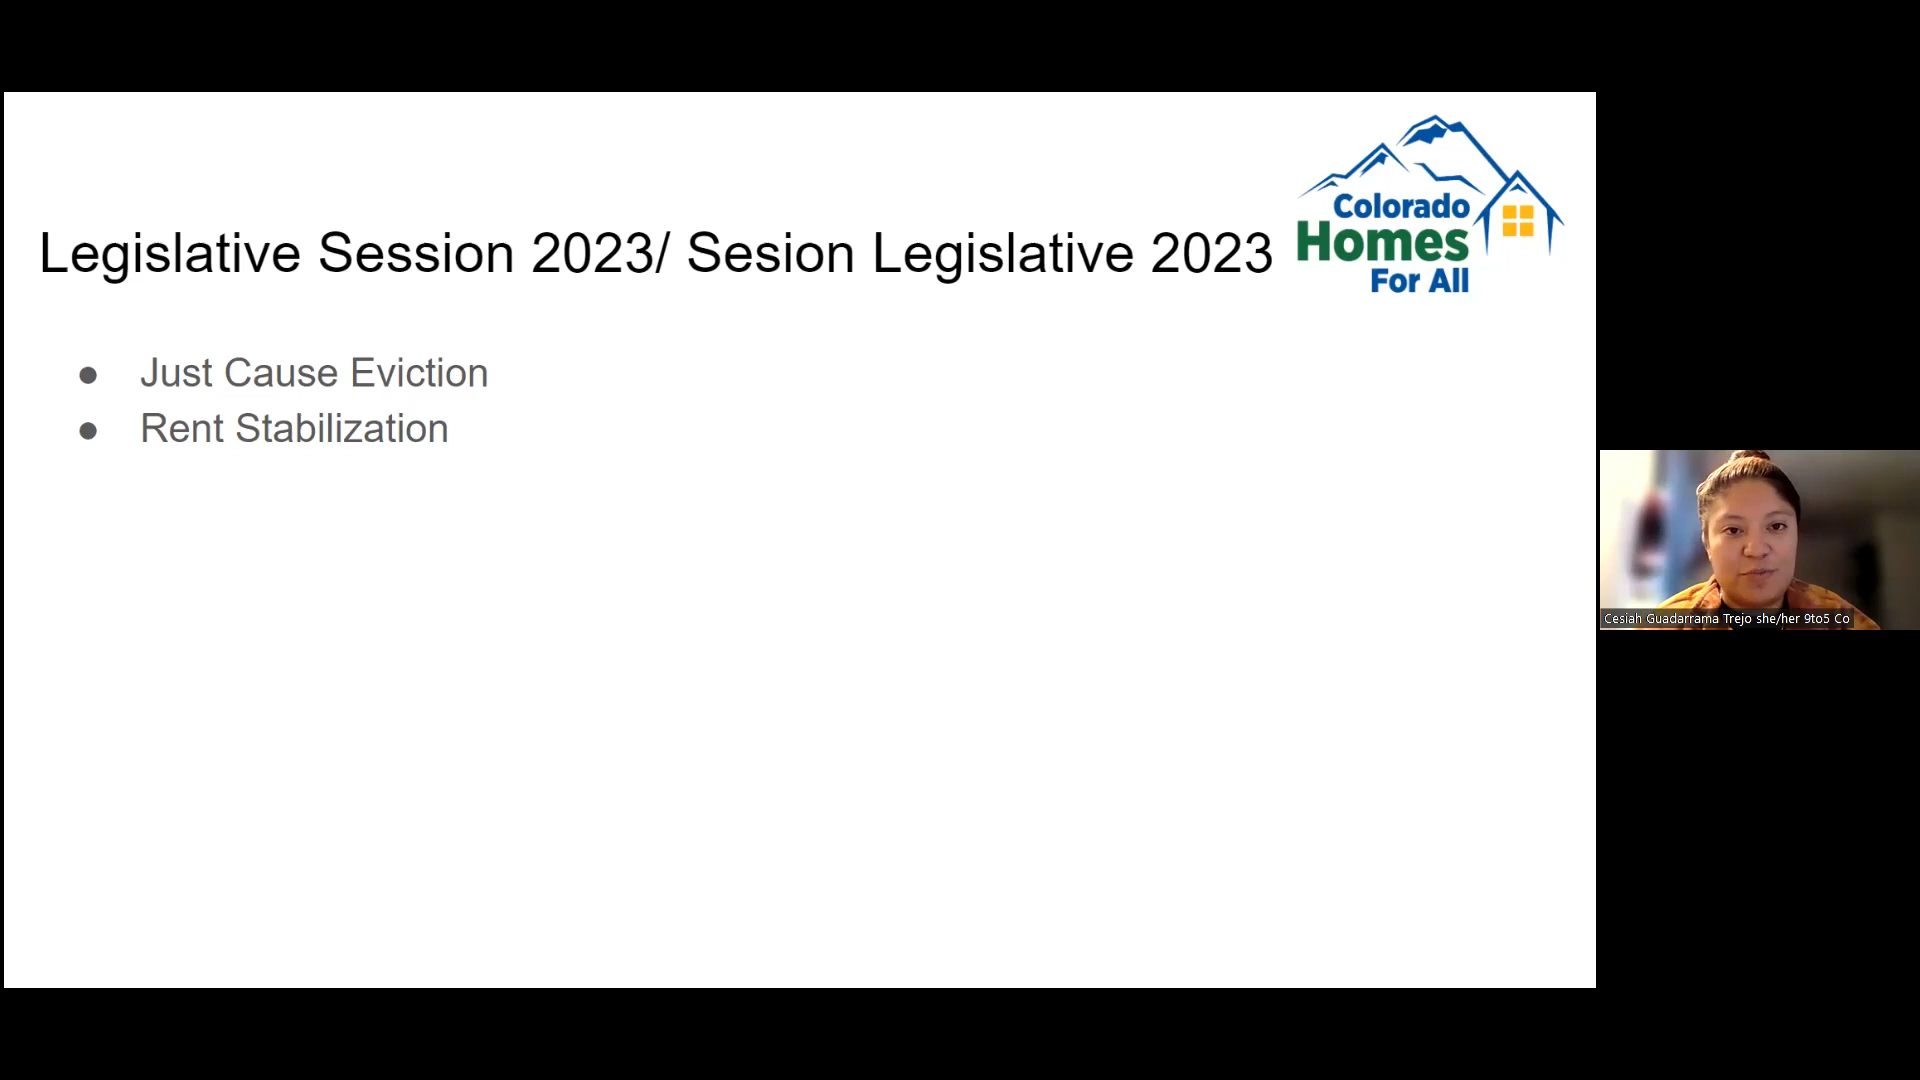 Legislative Session 2023/ Sesion Legislative 2023
Colorado
Homes
For All
● Just Cause Eviction
● Rent Stabilization
Cesiah Guadarrama Trejo she/her 9to5 Co